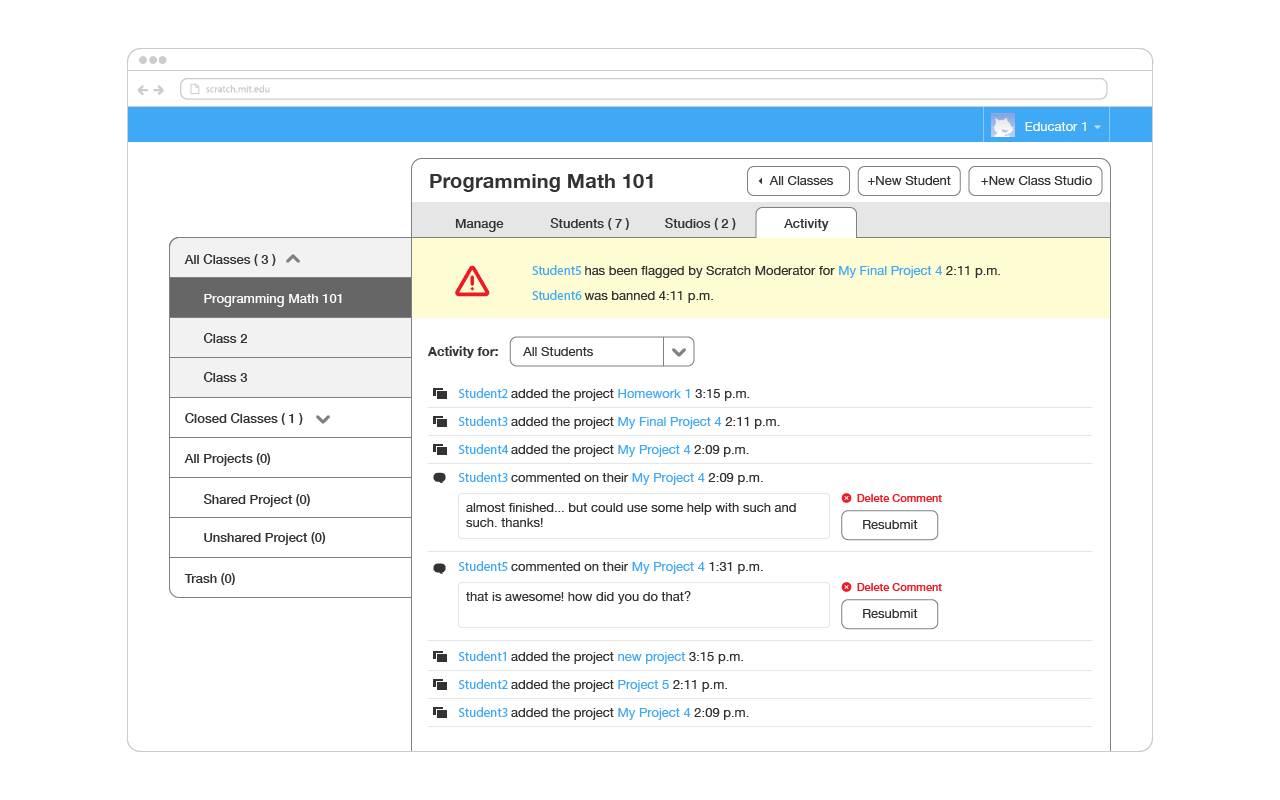 scratch.mit.edu
Educator 1
Programming Math 101
All Classes
+New Student
+New Class Studio
Manage
Students ( 7 )
Studios ( 2 )
Activity
All Classes ( 3 )
Programming Math 101
Class 2
Class 3
Closed Classes ( 1 )
All Projects (0)
Shared Project (0)
Unshared Project (0)
Trash (0)
Student5 has been flagged by Scratch Moderator for My Final Project 4 2:11 p.m.
Student6 was banned 4:11 p.m.
Activity for:
All Students
Student2 added the project Homework 1 3:15 p.m.
Student3 added the project My Final Project 4 2:11 p.m.
Student4 added the project My Project 4 2:09 p.m.
Student3 commented on their My Project 4 2:09 p.m.
almost finished... but could use some help with such and
such. thanks!
Delete Comment
Resubmit
Student5 commented on their My Project 4 1:31 p.m.
that is awesome! how did you do that?
Delete Comment
Resubmit
Student1 added the project new project 3:15 p.m.
Student2 added the project Project 5 2:11 p.m.
Student3 added the project My Project 4 2:09 p.m.